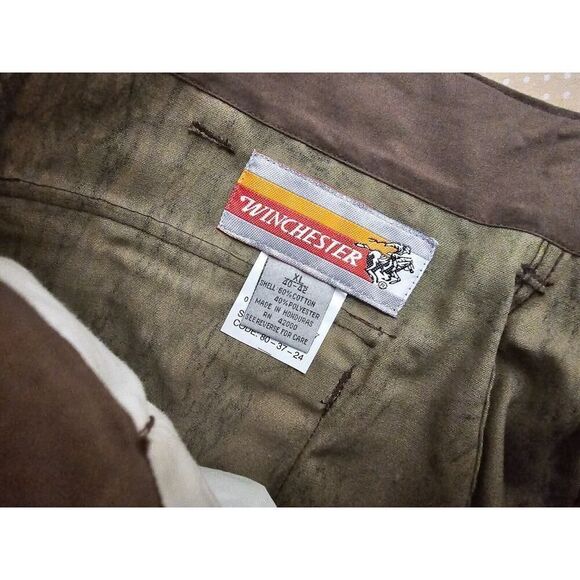 WINCHESTER
®
XL
40-42
SHELL 60% COTTON
40% POLYESTER
MADE IN HONDURAS
RN 42000
SEE REVERSE FOR CARE
CODE: 60-37-24